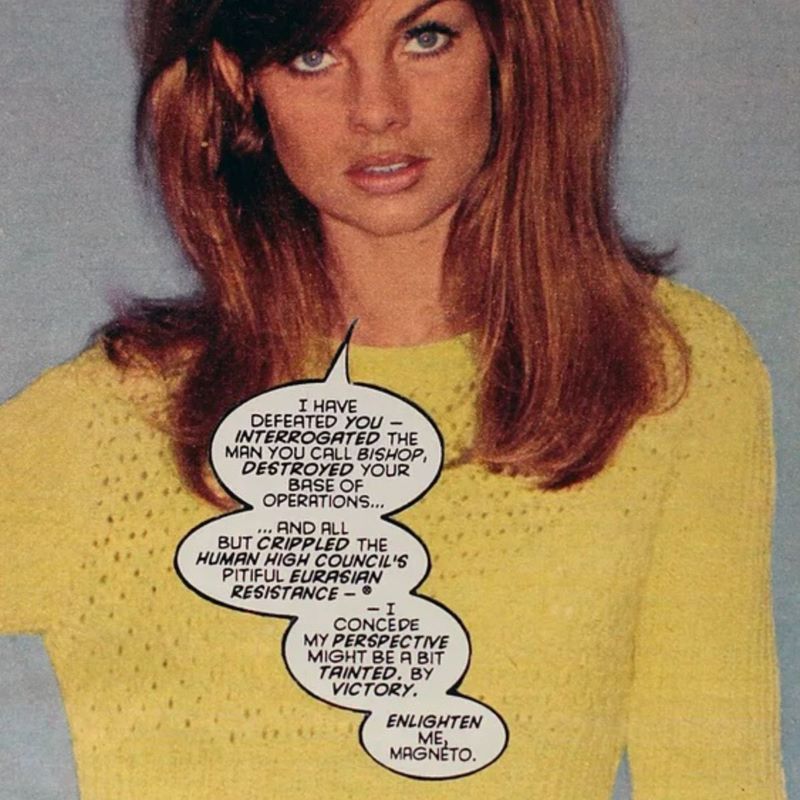 I HAVE
DEFEATED YOU –
INTERROGATED THE
MAN YOU CALL BISHOP,
DESTROYED YOUR
BASE OF
OPERATIONS...
... AND ALL
BUT CRIPPLED THE
HUMAN HIGH COUNCIL'S
PITIFUL EURASIAN
RESISTANCE – ®
– I
CONCEDE
MY PERSPECTIVE
MIGHT BE A BIT
TAINTED. BY
VICTORY.
ENLIGHTEN
ME,
MAGNETO.